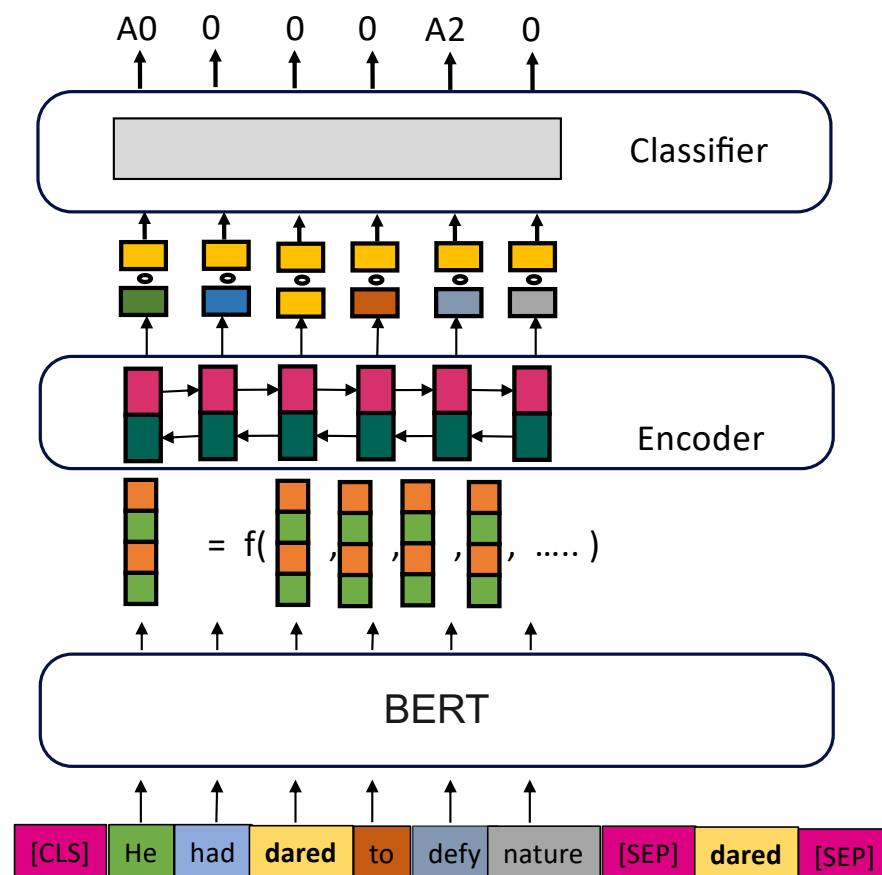 A0 0 0 0 A2 0
Classifier
Encoder
= f( , , , , ..... )
BERT
[CLS] He had dared to defy nature [SEP] dared [SEP]